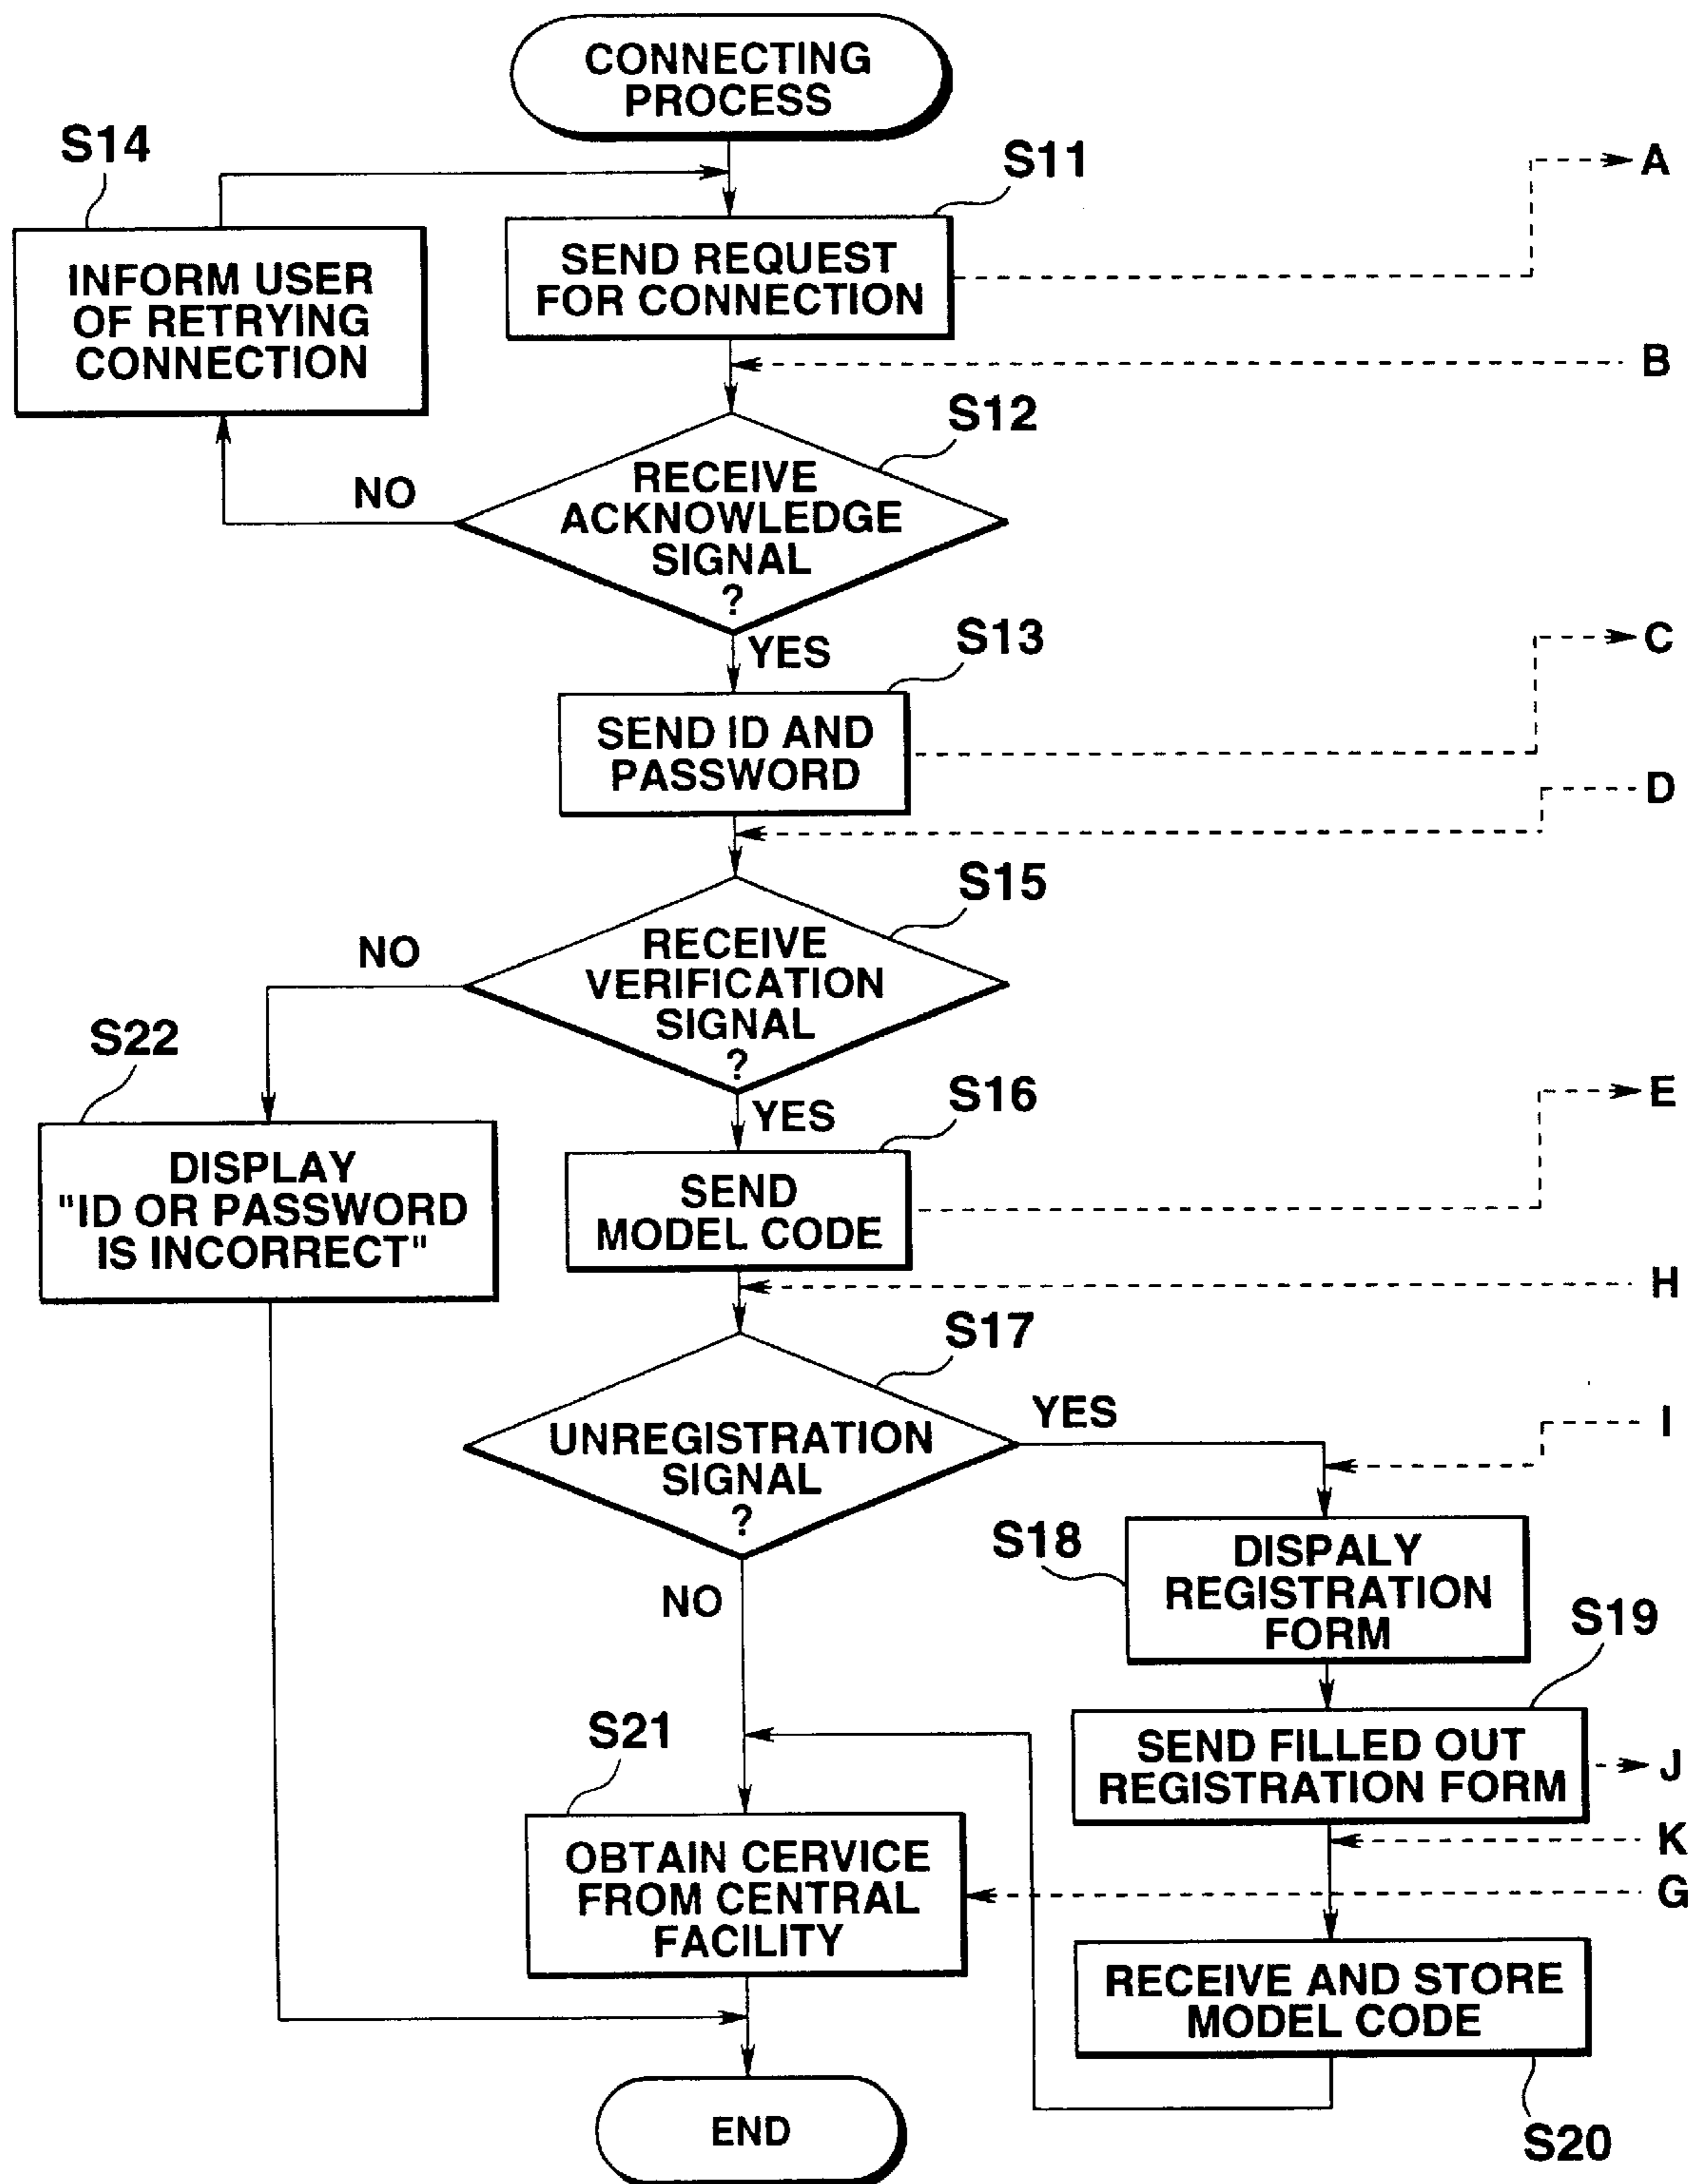 CONNECTING
PROCESS
S14
S11
A
INFORM USER
OF RETRYING
CONNECTION
SEND REQUEST
FOR CONNECTION
B
S12
NO
RECEIVE
ACKNOWLEDGE
SIGNAL
?
YES
S13
C
SEND ID AND
PASSWORD
D
S15
NO
RECEIVE
VERIFICATION
SIGNAL
?
S22
YES
S16
E
DISPLAY
"ID OR PASSWORD
IS INCORRECT"
SEND
MODEL CODE
H
S17
YES
I
UNREGISTRATION
SIGNAL
?
NO
S18
DISPALY
REGISTRATION
FORM
S19
S21
SEND FILLED OUT
REGISTRATION FORM
J
K
OBTAIN CERVICE
FROM CENTRAL
FACILITY
G
RECEIVE AND STORE
MODEL CODE
END
S20